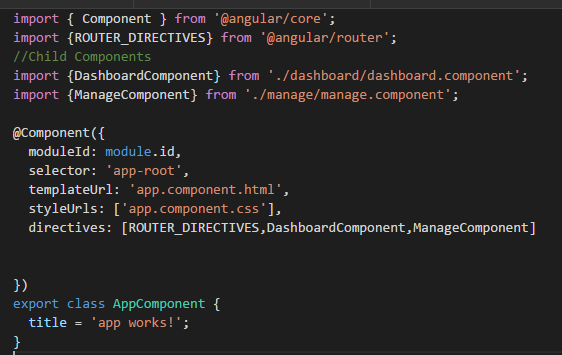 import { Component } from '@angular/core';
import {ROUTER_DIRECTIVES} from '@angular/router';
//Child Components
import {DashboardComponent} from './dashboard/dashboard.component';
import {ManageComponent} from './manage/manage.component';
@Component({
  moduleId: module.id,
  selector: 'app-root',
  templateUrl: 'app.component.html',
  styleUrls: ['app.component.css'],
  directives: [ROUTER_DIRECTIVES,DashboardComponent,ManageComponent]
})
export class AppComponent {
  title = 'app works!';
}